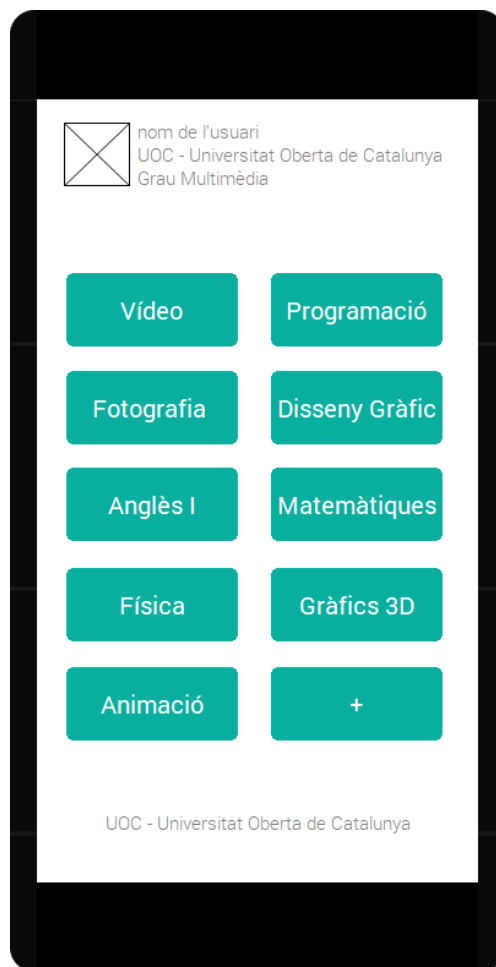 nom de l'usuari
UOC - Universitat Oberta de Catalunya
Grau Multimèdia
Vídeo
Programació
Fotografia
Disseny Gràfic
Anglès I
Matemàtiques
Física
Gràfics 3D
Animació
+
UOC - Universitat Oberta de Catalunya